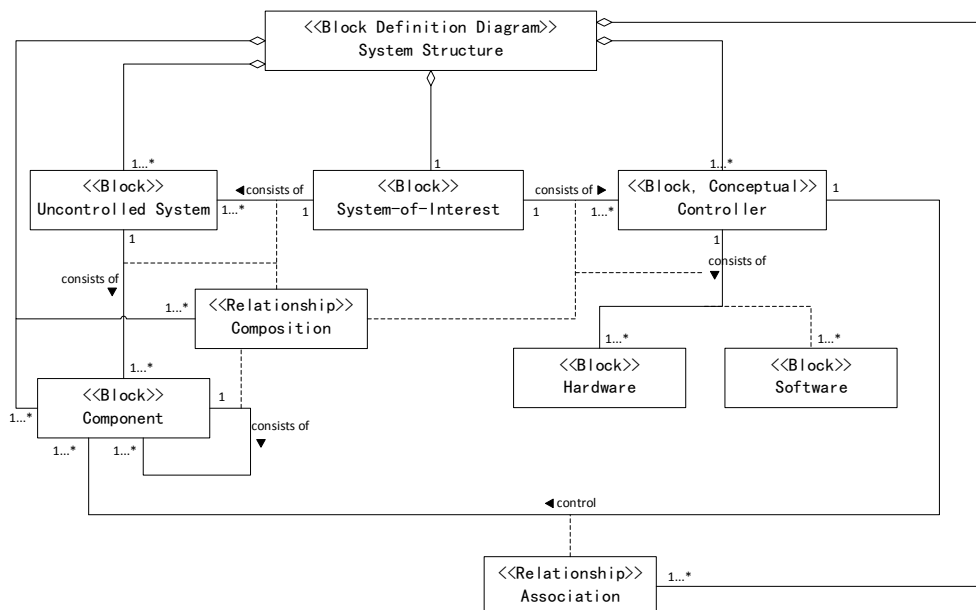 <<Block Definition Diagram>>
System Structure
1...*
1
1...*
<<Block>>
Uncontrolled System
◄consists of
1...*
1
<<Block>>
System-of-Interest
consists of ►
1
1...*
<<Block, Conceptual>>
Controller
1
1
consists of
▼
1
consists of
▼
1...*
<<Relationship>>
Composition
1...*
1...*
<<Block>>
Hardware
<<Block>>
Software
1...*
<<Block>>
Component
1
1...*
1...*
1...*
consists of
▼
◄ control
<<Relationship>>
Association
1...*